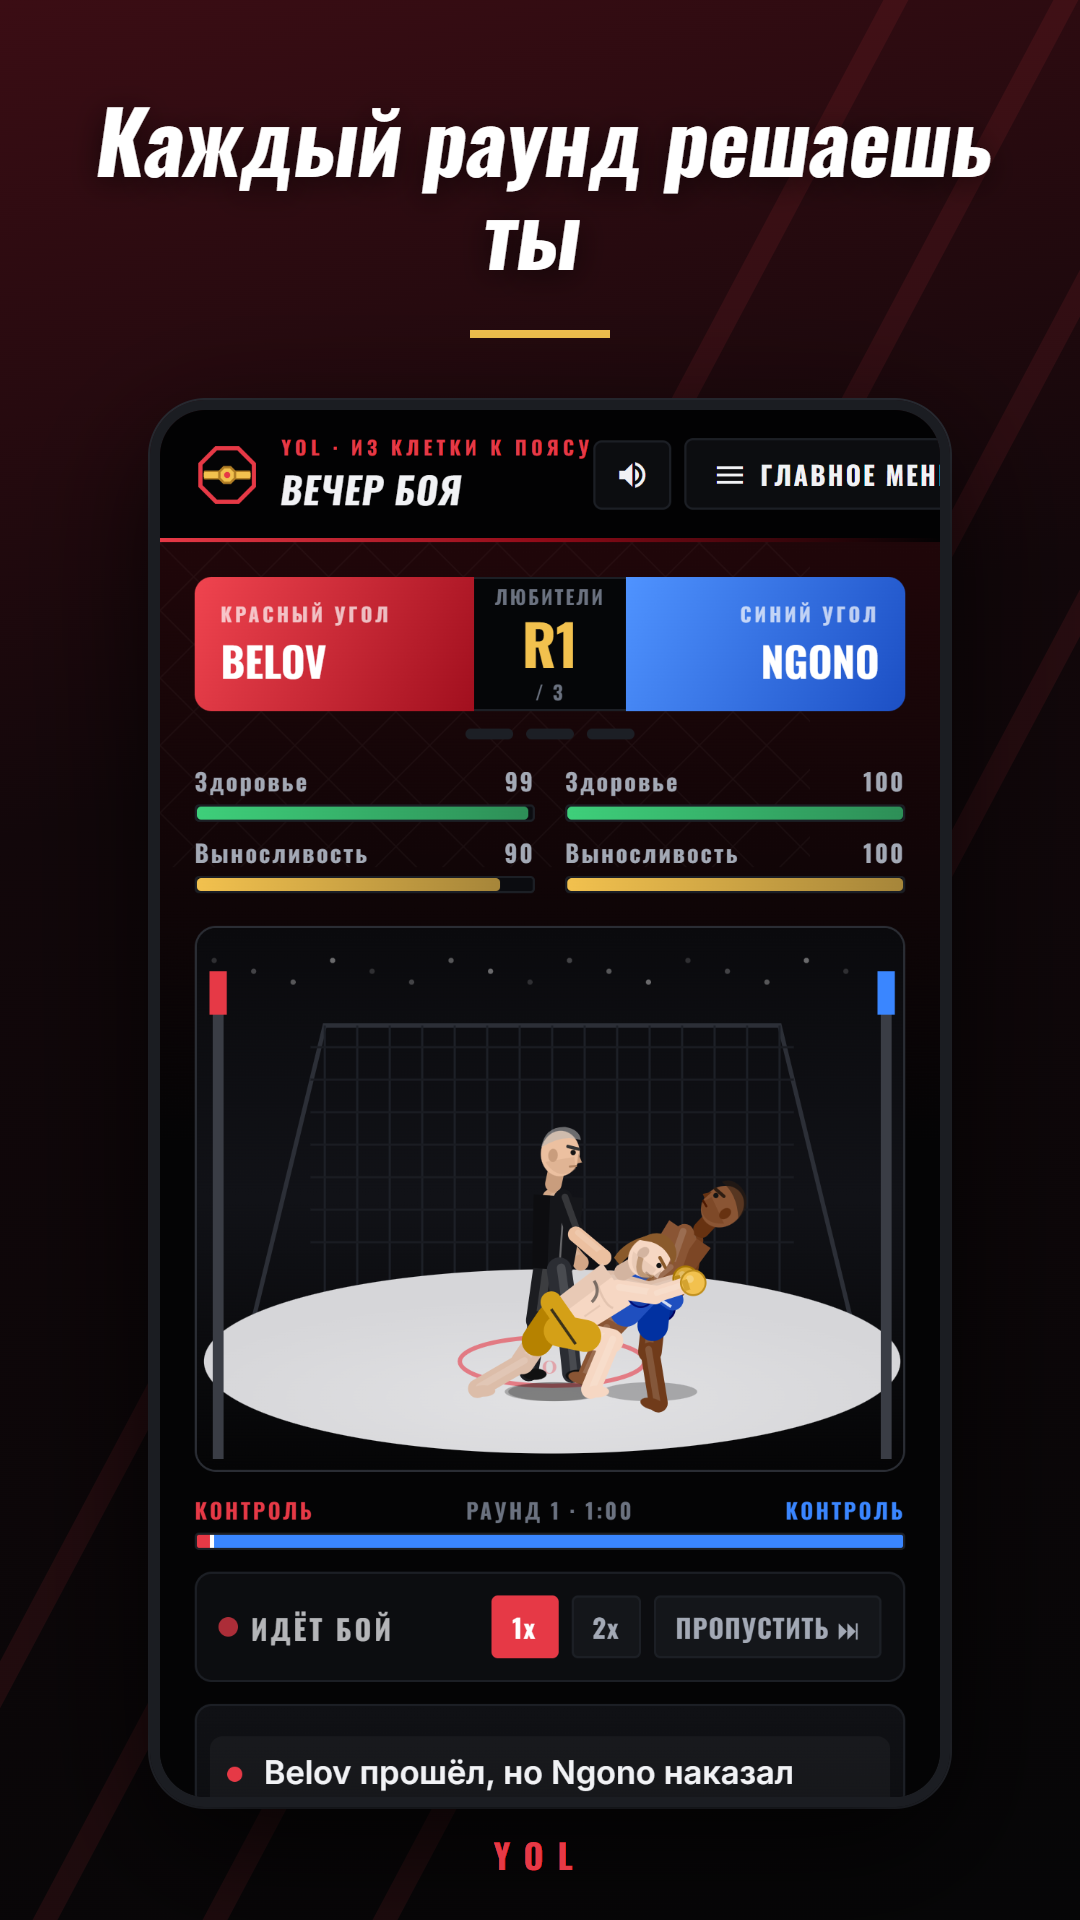 Каждый раунд решаешь
ты
YOL · ИЗ КЛЕТКИ К ПОЯСУ
ВЕЧЕР БОЯ
ГЛАВНОЕ МЕН
КРАСНЫЙ УГОЛ
BELOV
ЛЮБИТЕЛИ
R1
/ 3
СИНИЙ УГОЛ
NGONO
Здоровье 99
Здоровье 100
Выносливость 90
Выносливость 100
КОНТРОЛЬ РАУНД 1 · 1:00 КОНТРОЛЬ
ИДЁТ БОЙ 1x 2x ПРОПУСТИТЬ
Belov прошёл, но Ngono наказал
YOL